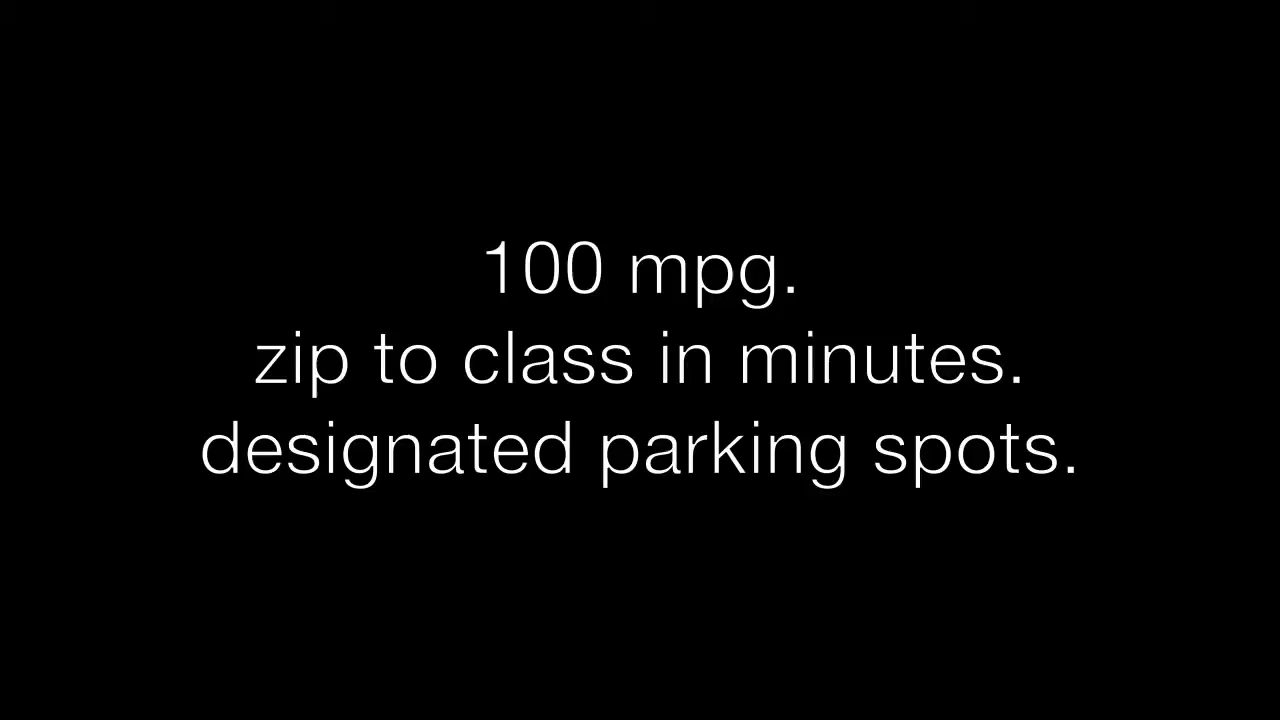 100 mpg.
zip to class in minutes.
designated parking spots.